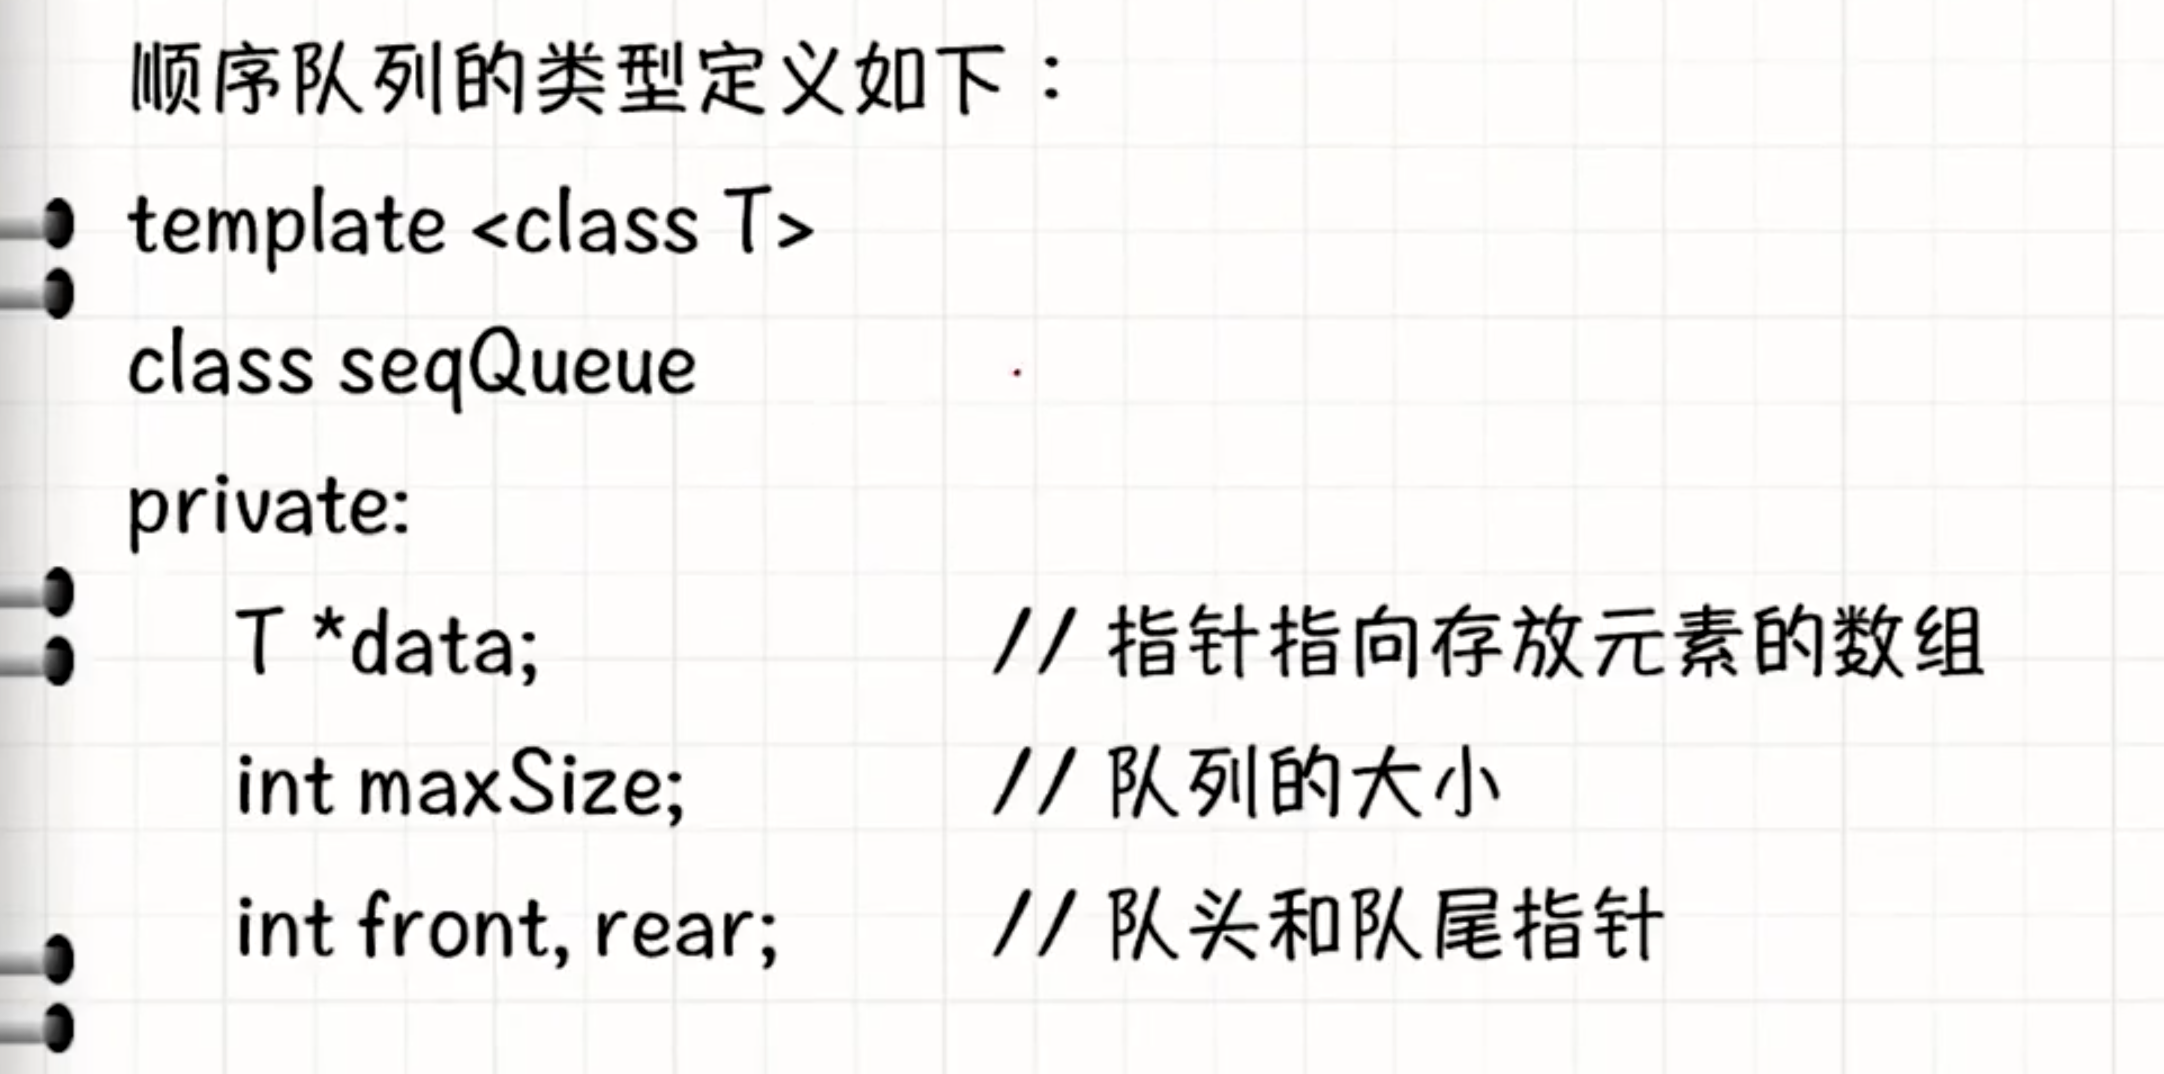 顺序队列的类型定义如下：
template <class T>
class seqQueue
private:
T *data; // 指针指向存放元素的数组
int maxSize; // 队列的大小
int front, rear; // 队头和队尾指针